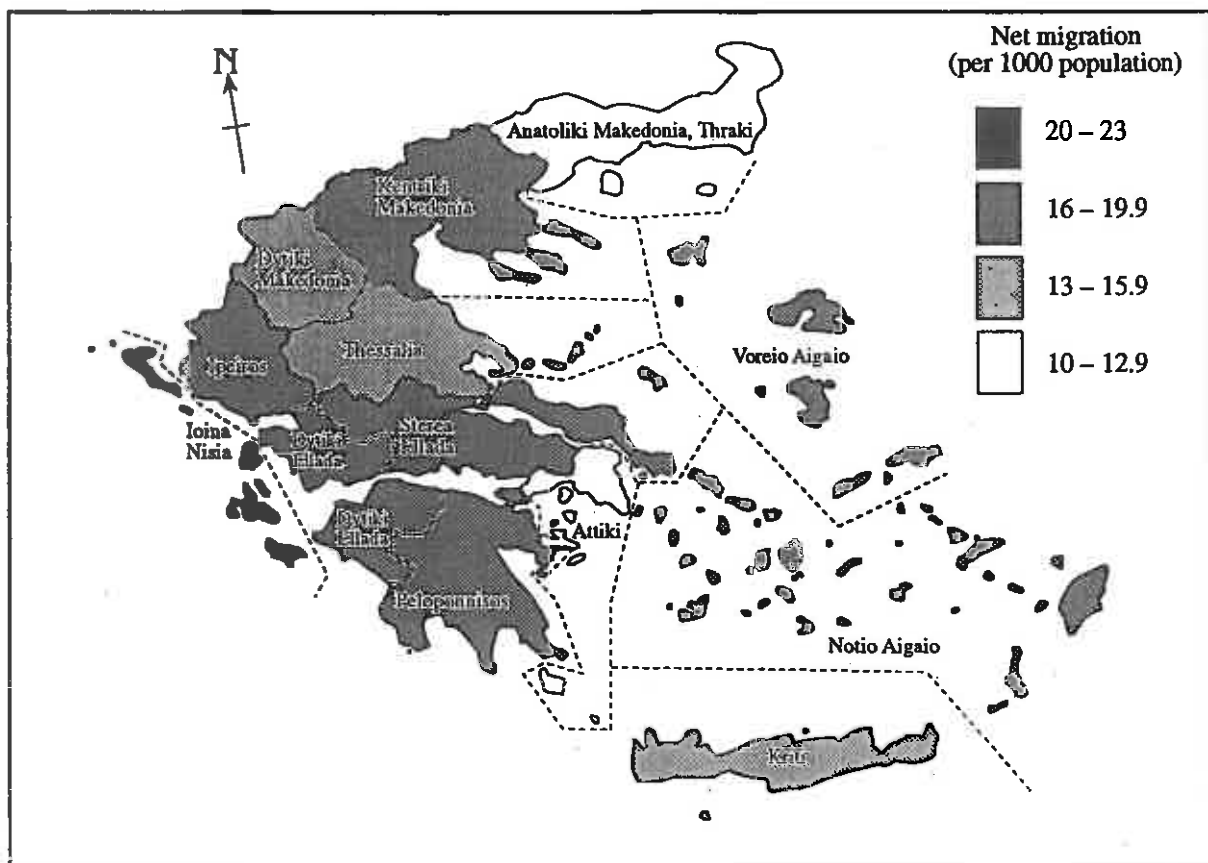 Net migration
(per 1000 population)
20 – 23
16 – 19.9
13 – 15.9
10 – 12.9
N
Anatoliki Makedonia, Thraki
Kentriki
Makedonia
Dytiki
Makedonia
Thessalia
Ipeiros
Voreio Aigaio
Ioina
Nisia
Sterea
Ellada
Dytiki
Ellada
Attiki
Dytiki
Ellada
Peloponnisos
Notio Aigaio